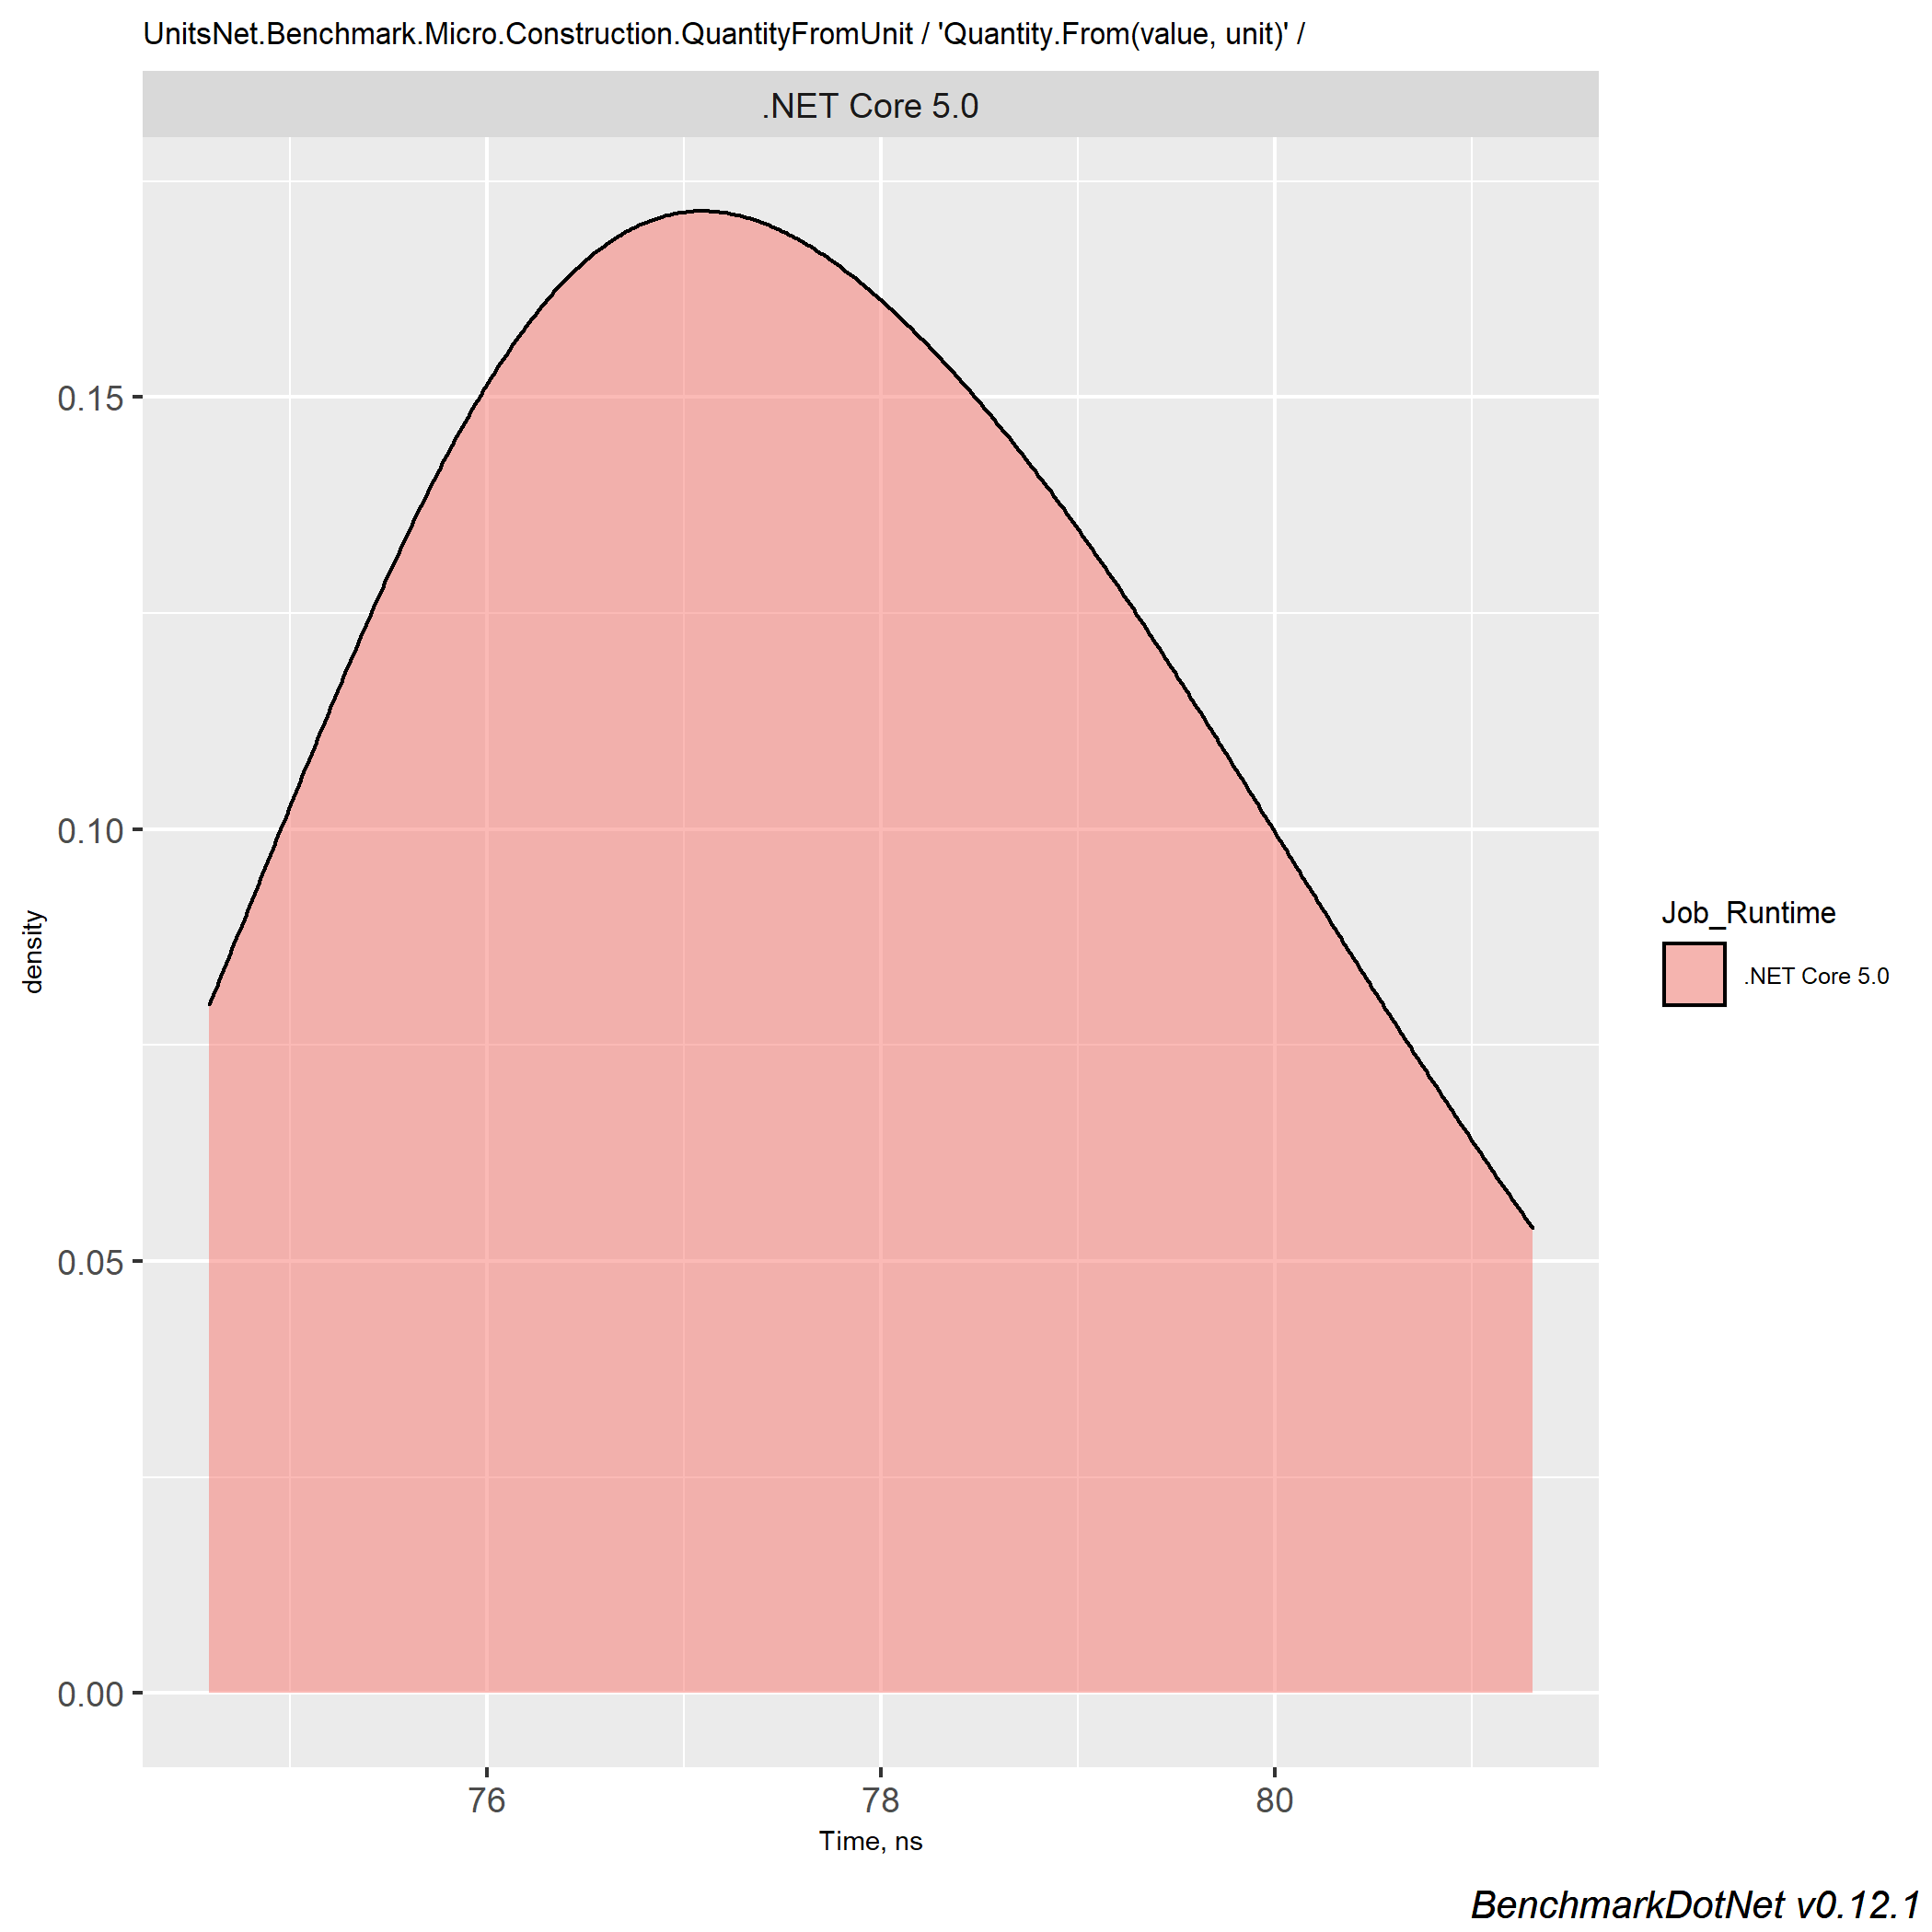 UnitsNet.Benchmark.Micro.Construction.QuantityFromUnit / 'Quantity.From(value, unit)' /
.NET Core 5.0
0.15
0.10
0.05
0.00
density
76 78 80
Time, ns
Job_Runtime
.NET Core 5.0
BenchmarkDotNet v0.12.1